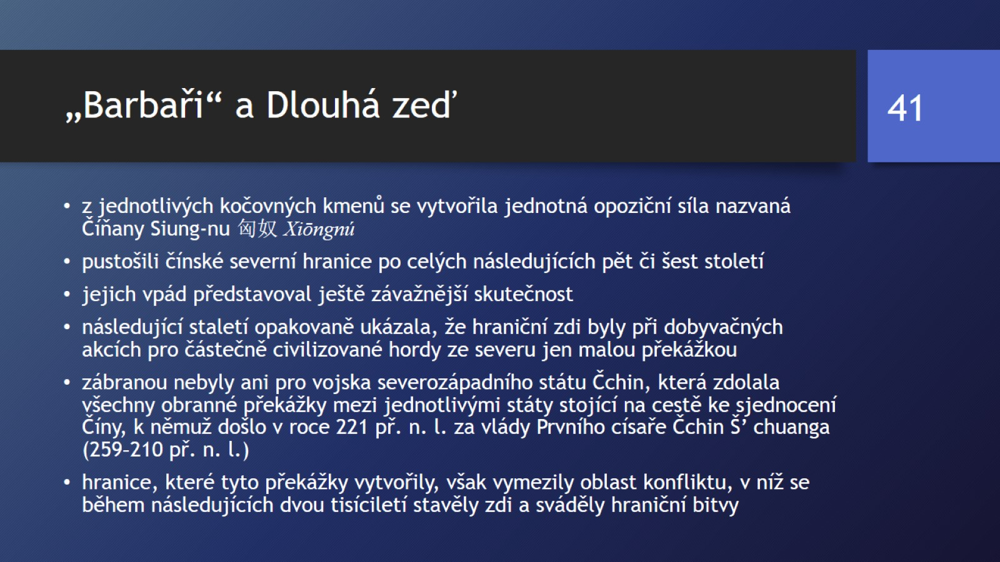 „Barbaři“ a Dlouhá zeď
41
• z jednotlivých kočovných kmenů se vytvořila jednotná opoziční síla nazvaná
Číňany Siung-nu 匈奴 Xiōngnú
• pustošili čínské severní hranice po celých následujících pět či šest století
• jejich vpád představoval ještě závažnější skutečnost
• následující staletí opakovaně ukázala, že hraniční zdi byly při dobyvačných
akcích pro částečně civilizované hordy ze severu jen malou překážkou
• zábranou nebyly ani pro vojska severozápadního státu Čchin, která zdolala
všechny obranné překážky mezi jednotlivými státy stojící na cestě ke sjednocení
Číny, k němuž došlo v roce 221 př. n. l. za vlády Prvního císaře Čchin Š’ chuanga
(259–210 př. n. l.)
• hranice, které tyto překážky vytvořily, však vymezily oblast konfliktu, v níž se
během následujících dvou tisíciletí stavěly zdi a sváděly hraniční bitvy